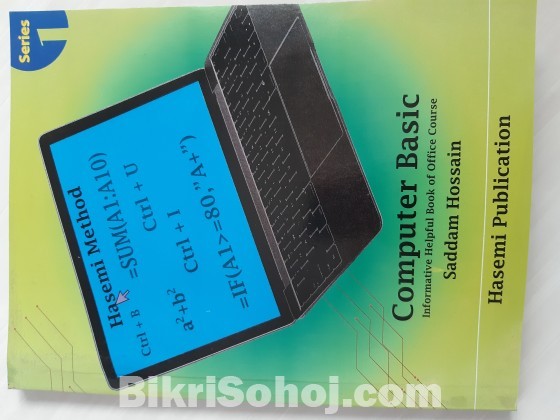 Series
1
Hasemi Method
=SUM(A1:A10)
Ctrl + B Ctrl + U
a²+b² Ctrl + I
=IF(A1>=80,"A+")
Computer Basic
Informative Helpful Book of Office Course
Saddam Hossain
Hasemi Publication
BikriSohoj.com